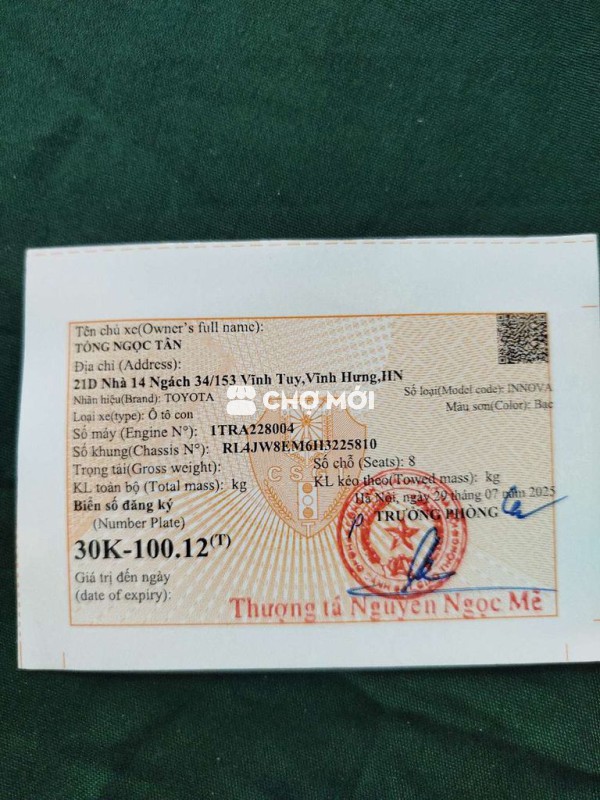 Tên chủ xe(Owner's full name):
TỐNG NGỌC TÂN
Địa chỉ (Address):
21D Nhà 14 Ngách 34/153 Vĩnh Tuy,Vĩnh Hưng,HN
Nhãn hiệu(Brand): TOYOTA
Số loại(Model code): INNOVA
CHỢ MỚI
Loại xe(type): Ô tô con
Màu sơn(Color): Bạc
Số máy (Engine N°): 1TRA228004
Số khung(Chassis N°): RL4JW8EM6H3225810
Trọng tải(Gross weight):
Số chỗ (Seats): 8
KL toàn bộ (Total mass): kg
KL kéo theo(Towed mass): kg
CSGT
Biển số đăng ký
Hà Nội, ngày 20 tháng 07 năm 2025
(Number Plate)
TRƯỞNG PHÒNG
30K-100.12(T)
Giá trị đến ngày
(date of expiry):
Thượng tá Nguyễn Ngọc Mê